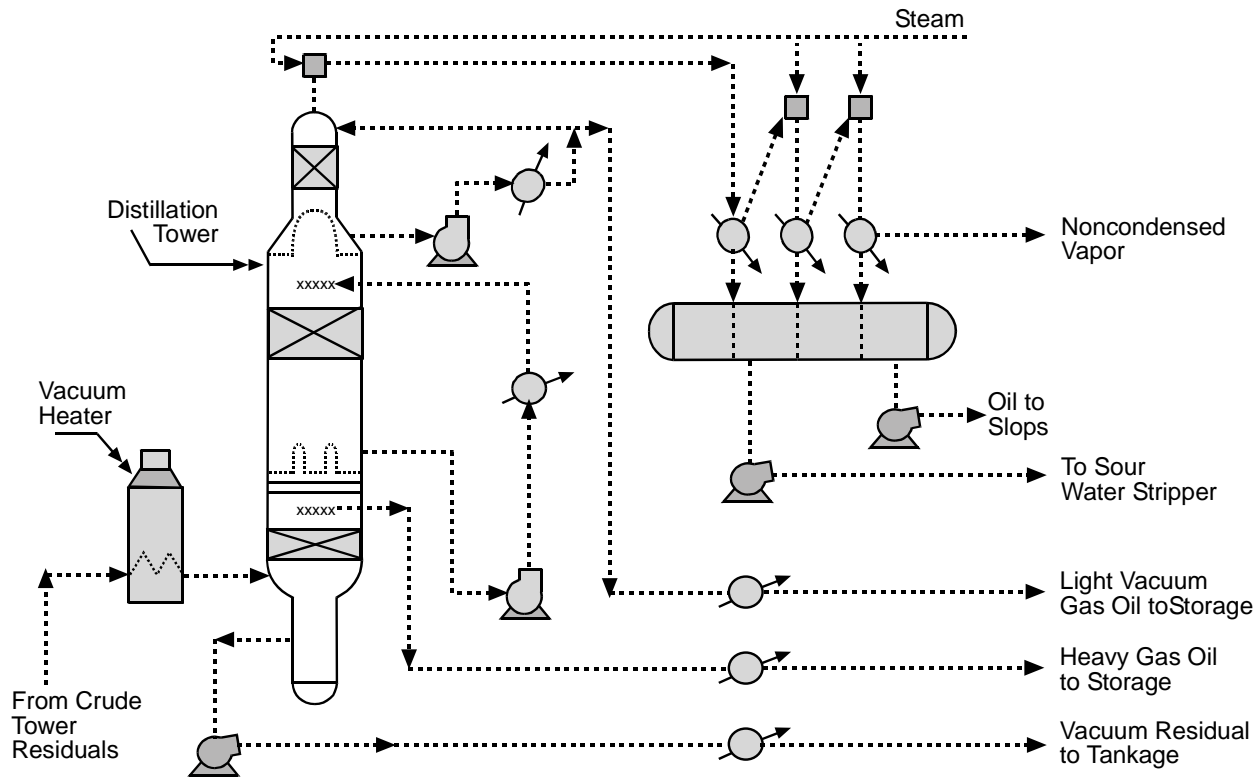 Steam
Distillation
Tower
xxxxx
Noncondensed
Vapor
Vacuum
Heater
Oil to
Slops
To Sour
Water Stripper
xxxxx
Light Vacuum
Gas Oil toStorage
Heavy Gas Oil
to Storage
From Crude
Tower
Residuals
Vacuum Residual
to Tankage